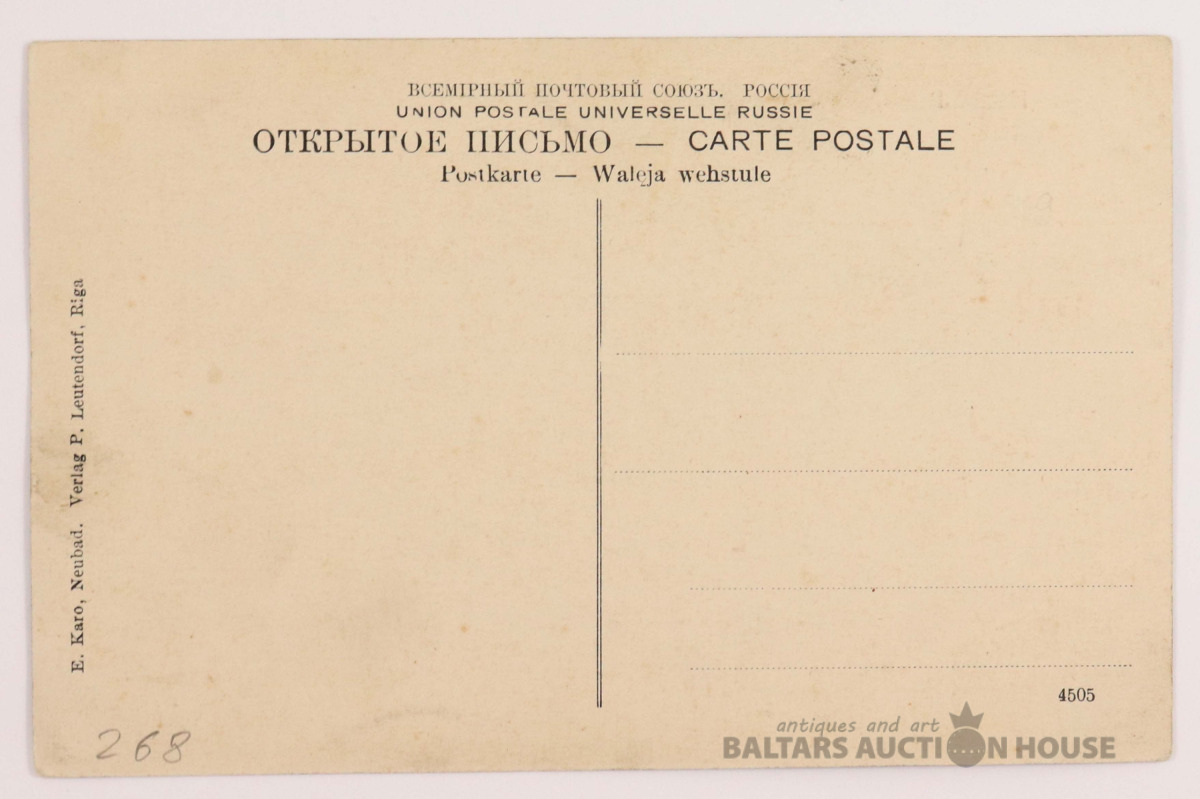 ВСЕМІРНЫЙ ПОЧТОВЫЙ СОЮЗЪ. РОССІЯ
UNION POSTALE UNIVERSELLE RUSSIE
ОТКРЫТОЕ ПИСЬМО — CARTE POSTALE
Postkarte — Walęja wehstule
E. Karo, Neubad. Verlag P. Leutendorf, Riga
4505
268
antiques and art
BALTARS AUCTION HOUSE